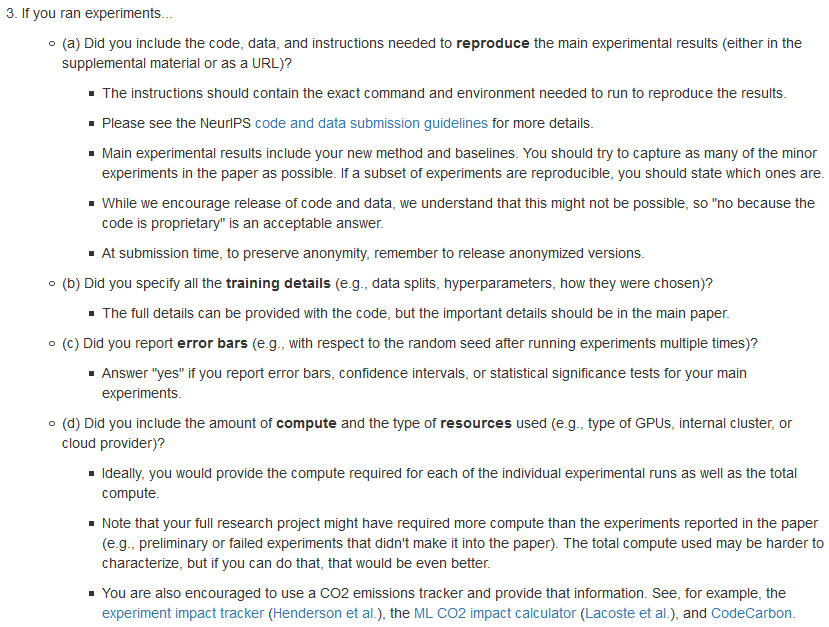 3. If you ran experiments...
(a) Did you include the code, data, and instructions needed to reproduce the main experimental results (either in the
supplemental material or as a URL)?
The instructions should contain the exact command and environment needed to run to reproduce the results.
Please see the NeurIPS code and data submission guidelines for more details.
Main experimental results include your new method and baselines. You should try to capture as many of the minor
experiments in the paper as possible. If a subset of experiments are reproducible, you should state which ones are.
While we encourage release of code and data, we understand that this might not be possible, so "no because the
code is proprietary" is an acceptable answer.
At submission time, to preserve anonymity, remember to release anonymized versions.
(b) Did you specify all the training details (e.g., data splits, hyperparameters, how they were chosen)?
The full details can be provided with the code, but the important details should be in the main paper.
(c) Did you report error bars (e.g., with respect to the random seed after running experiments multiple times)?
Answer "yes" if you report error bars, confidence intervals, or statistical significance tests for your main
experiments.
(d) Did you include the amount of compute and the type of resources used (e.g., type of GPUs, internal cluster, or
cloud provider)?
Ideally, you would provide the compute required for each of the individual experimental runs as well as the total
compute.
Note that your full research project might have required more compute than the experiments reported in the paper
(e.g., preliminary or failed experiments that didn't make it into the paper). The total compute used may be harder to
characterize, but if you can do that, that would be even better.
You are also encouraged to use a CO2 emissions tracker and provide that information. See, for example, the
experiment impact tracker (Henderson et al.), the ML CO2 impact calculator (Lacoste et al.), and CodeCarbon.